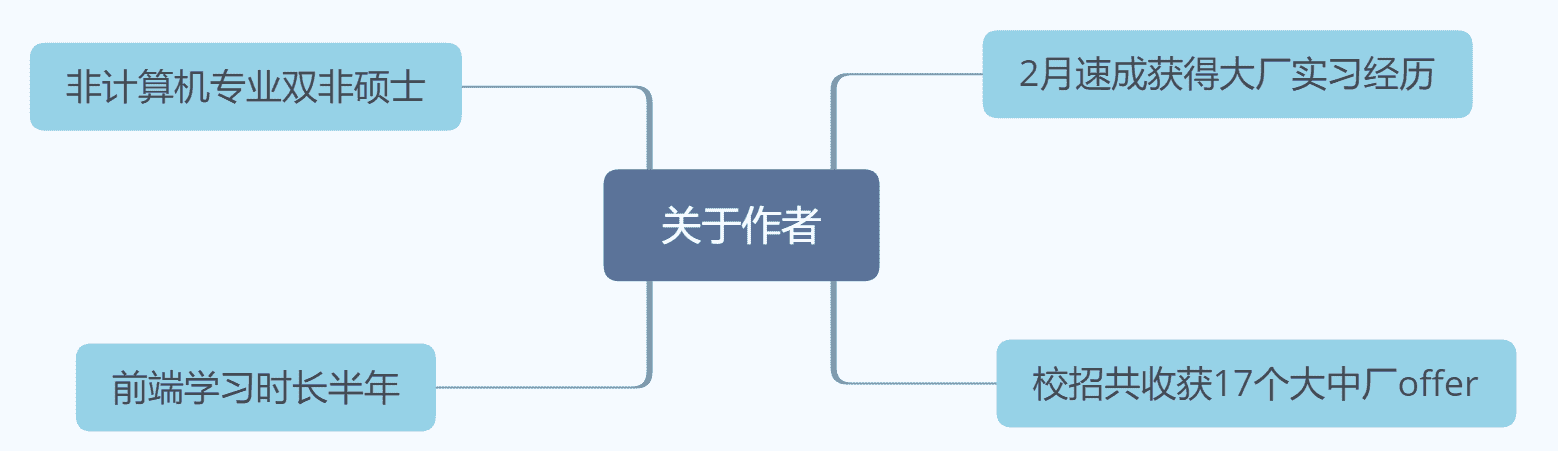 非计算机专业双非硕士
2月速成获得大厂实习经历
关于作者
前端学习时长半年
校招共收获17个大中厂offer